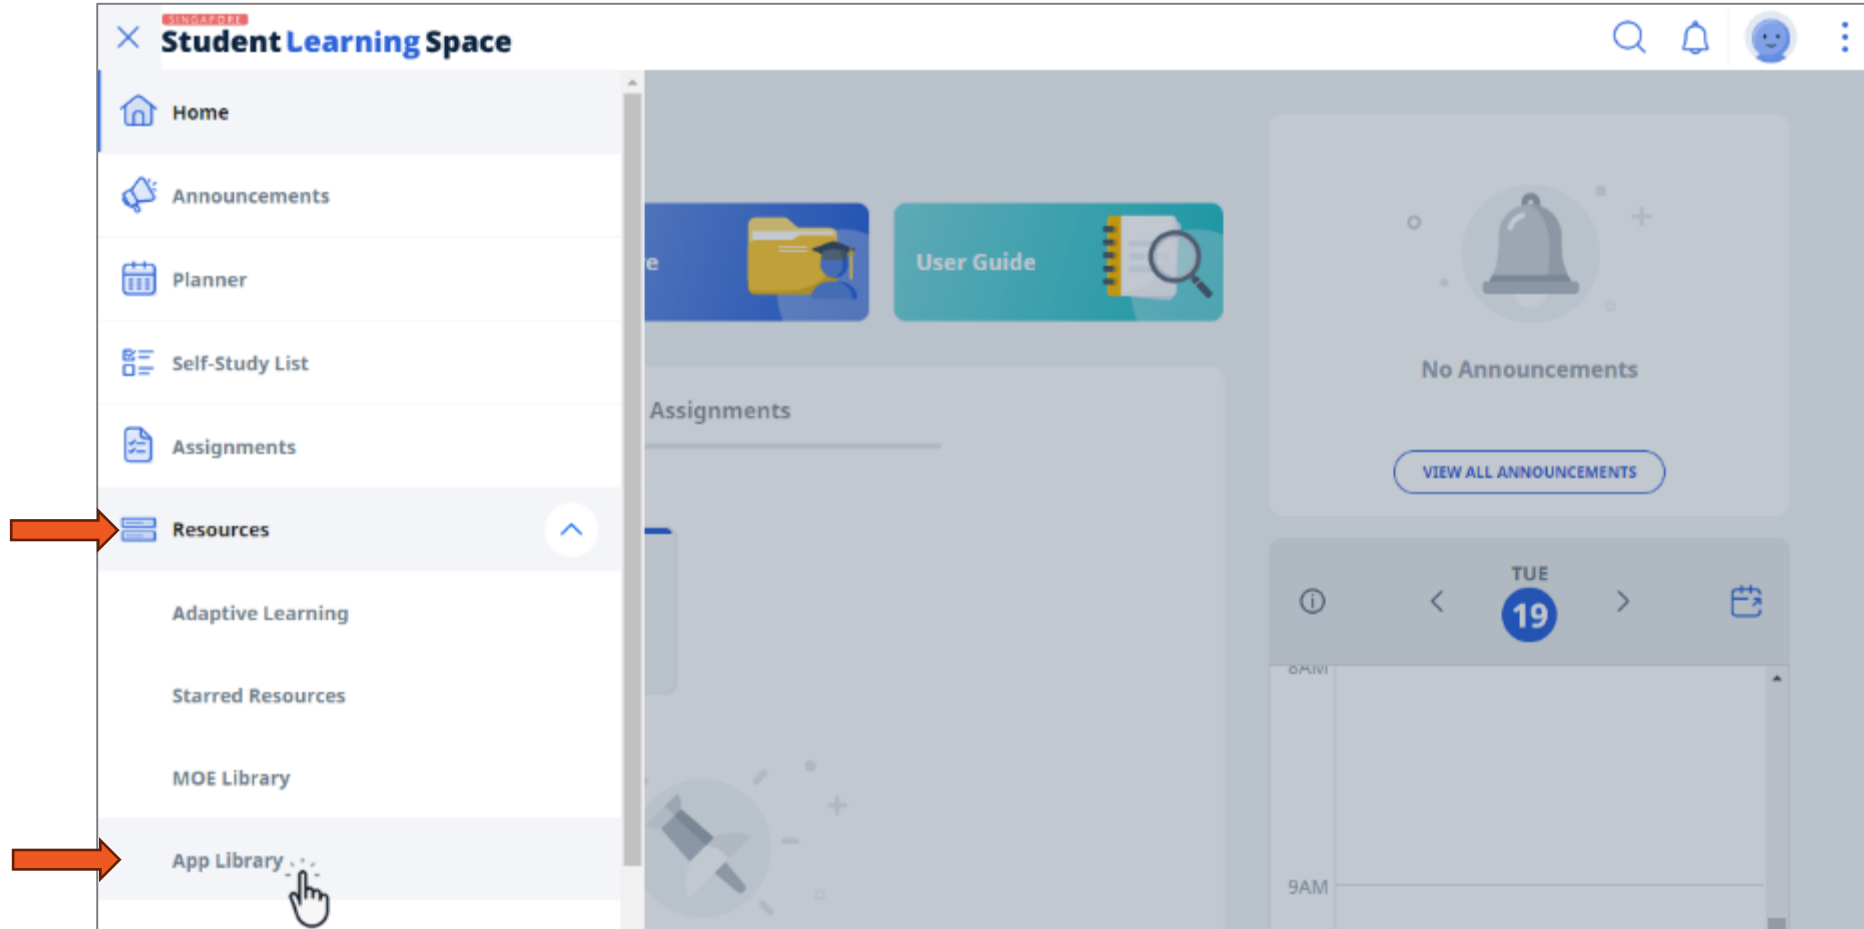 SINGAPORE
Student Learning Space
Home
Announcements
Planner
Self-Study List
Assignments
Resources
Adaptive Learning
Starred Resources
MOE Library
App Library
e
User Guide
Assignments
No Announcements
VIEW ALL ANNOUNCEMENTS
TUE
19
8AM
9AM